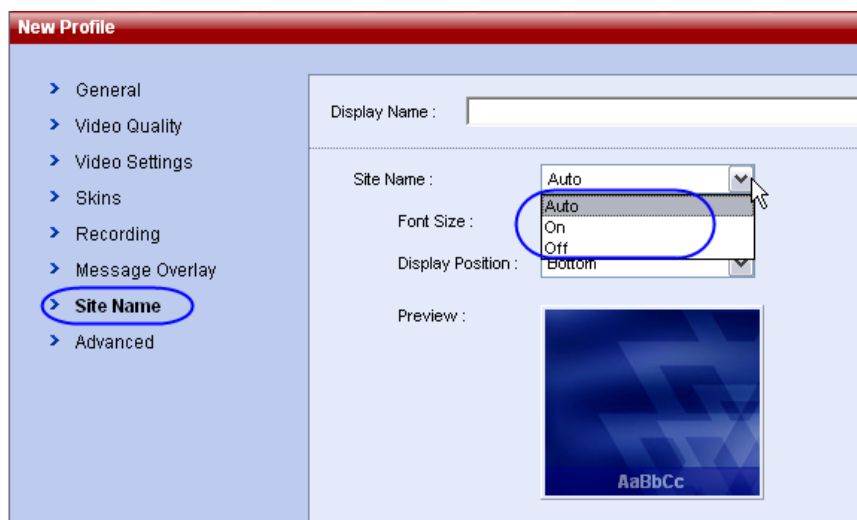 New Profile
General
Video Quality
Video Settings
Skins
Recording
Message Overlay
Site Name
Advanced
Display Name :
Site Name :
Auto
Auto
On
Off
Font Size :
Display Position :
Bottom
Preview :
AaBbCc